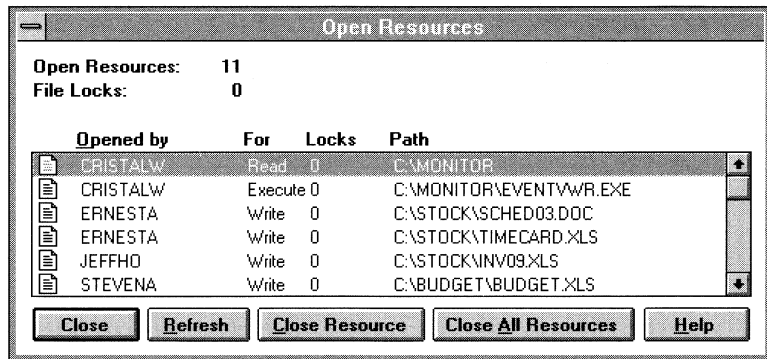 Open Resources
Open Resources: 11
File Locks: 0
Opened by For Locks Path
CRISTALW Read 0 C:\MONITOR
CRISTALW Execute 0 C:\MONITOR\EVENTVWR.EXE
ERNESTA Write 0 C:\STOCK\SCHED03.DOC
ERNESTA Write 0 C:\STOCK\TIMECARD.XLS
JEFFHO Write 0 C:\STOCK\INV09.XLS
STEVENA Write 0 C:\BUDGET\BUDGET.XLS
Close Refresh Close Resource Close All Resources Help